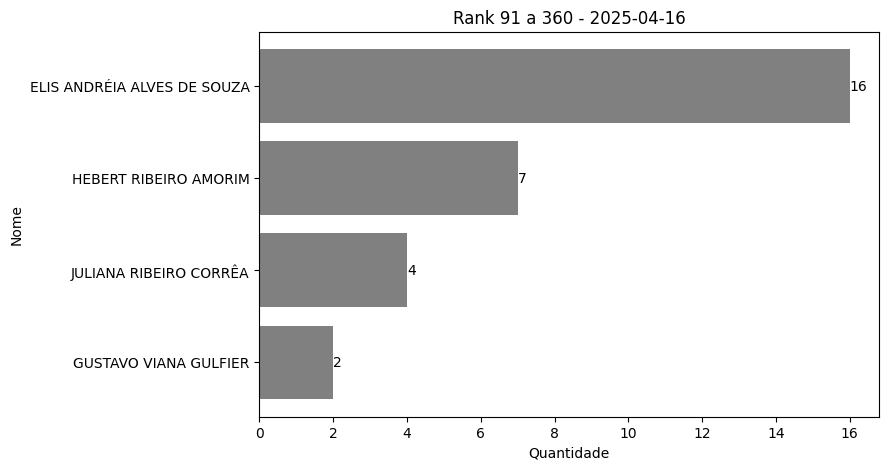 Rank 91 a 360 - 2025-04-16
ELIS ANDRÉIA ALVES DE SOUZA
16
HEBERT RIBEIRO AMORIM
7
JULIANA RIBEIRO CORRÊA
4
GUSTAVO VIANA GULFIER
2
Nome
0 2 4 6 8 10 12 14 16
Quantidade